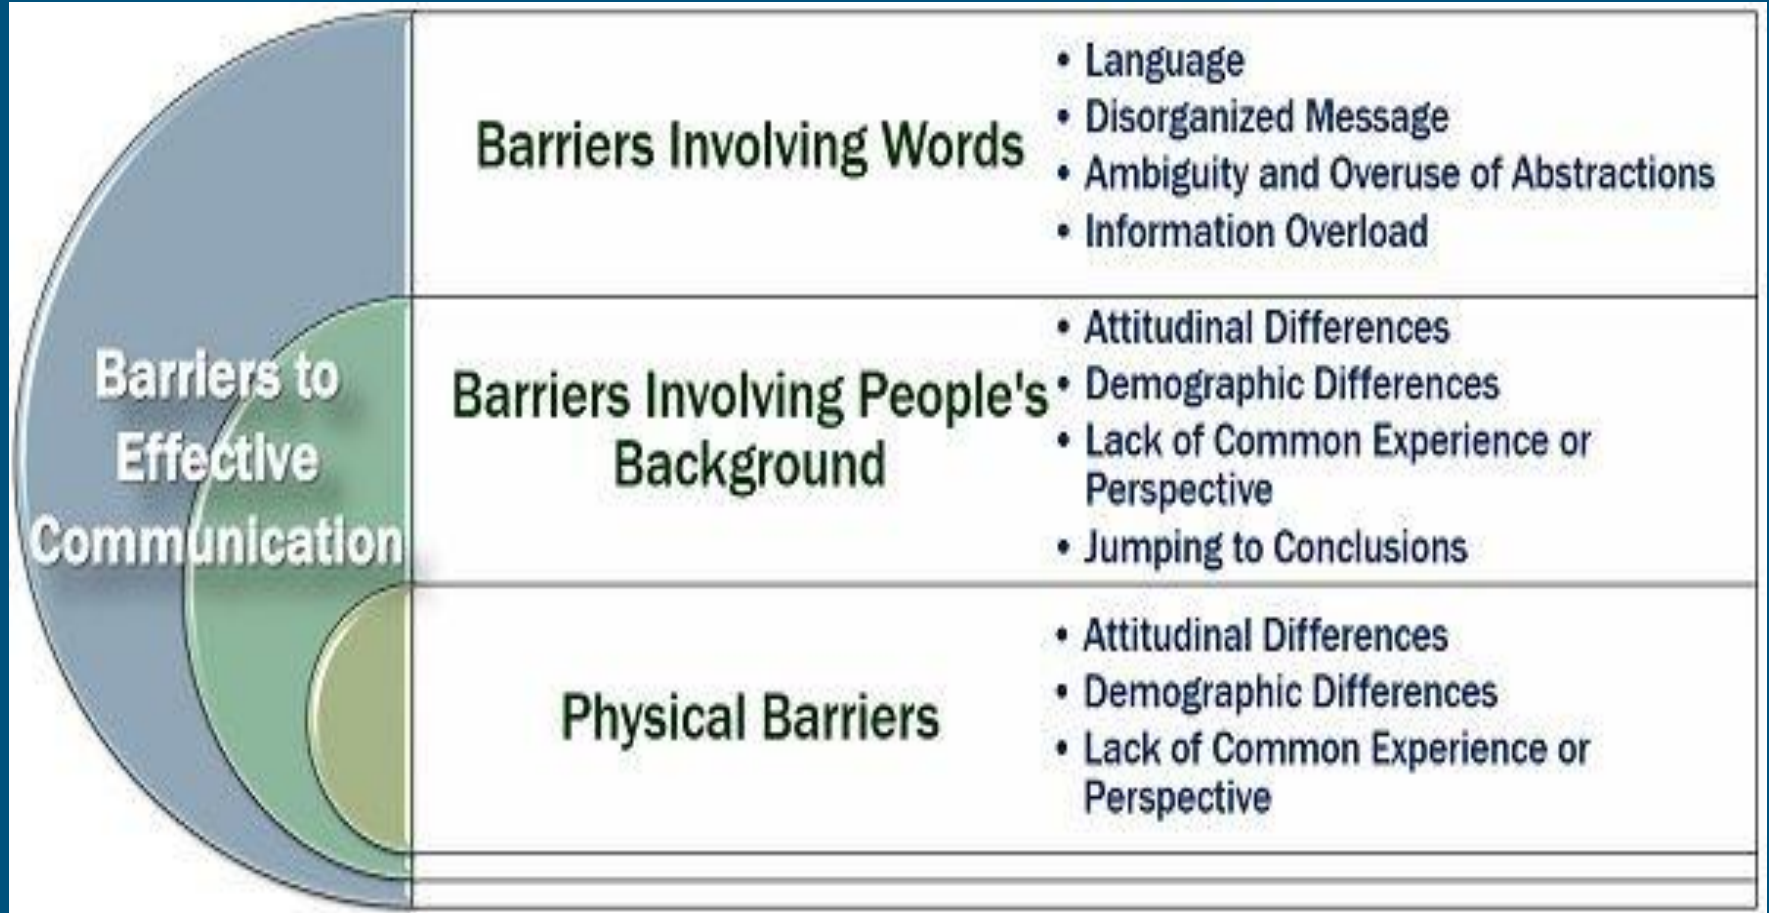 Barriers to
Effective
Communication
Barriers Involving Words
• Language
• Disorganized Message
• Ambiguity and Overuse of Abstractions
• Information Overload
Barriers Involving People's
Background
• Attitudinal Differences
• Demographic Differences
• Lack of Common Experience or
Perspective
• Jumping to Conclusions
Physical Barriers
• Attitudinal Differences
• Demographic Differences
• Lack of Common Experience or
Perspective